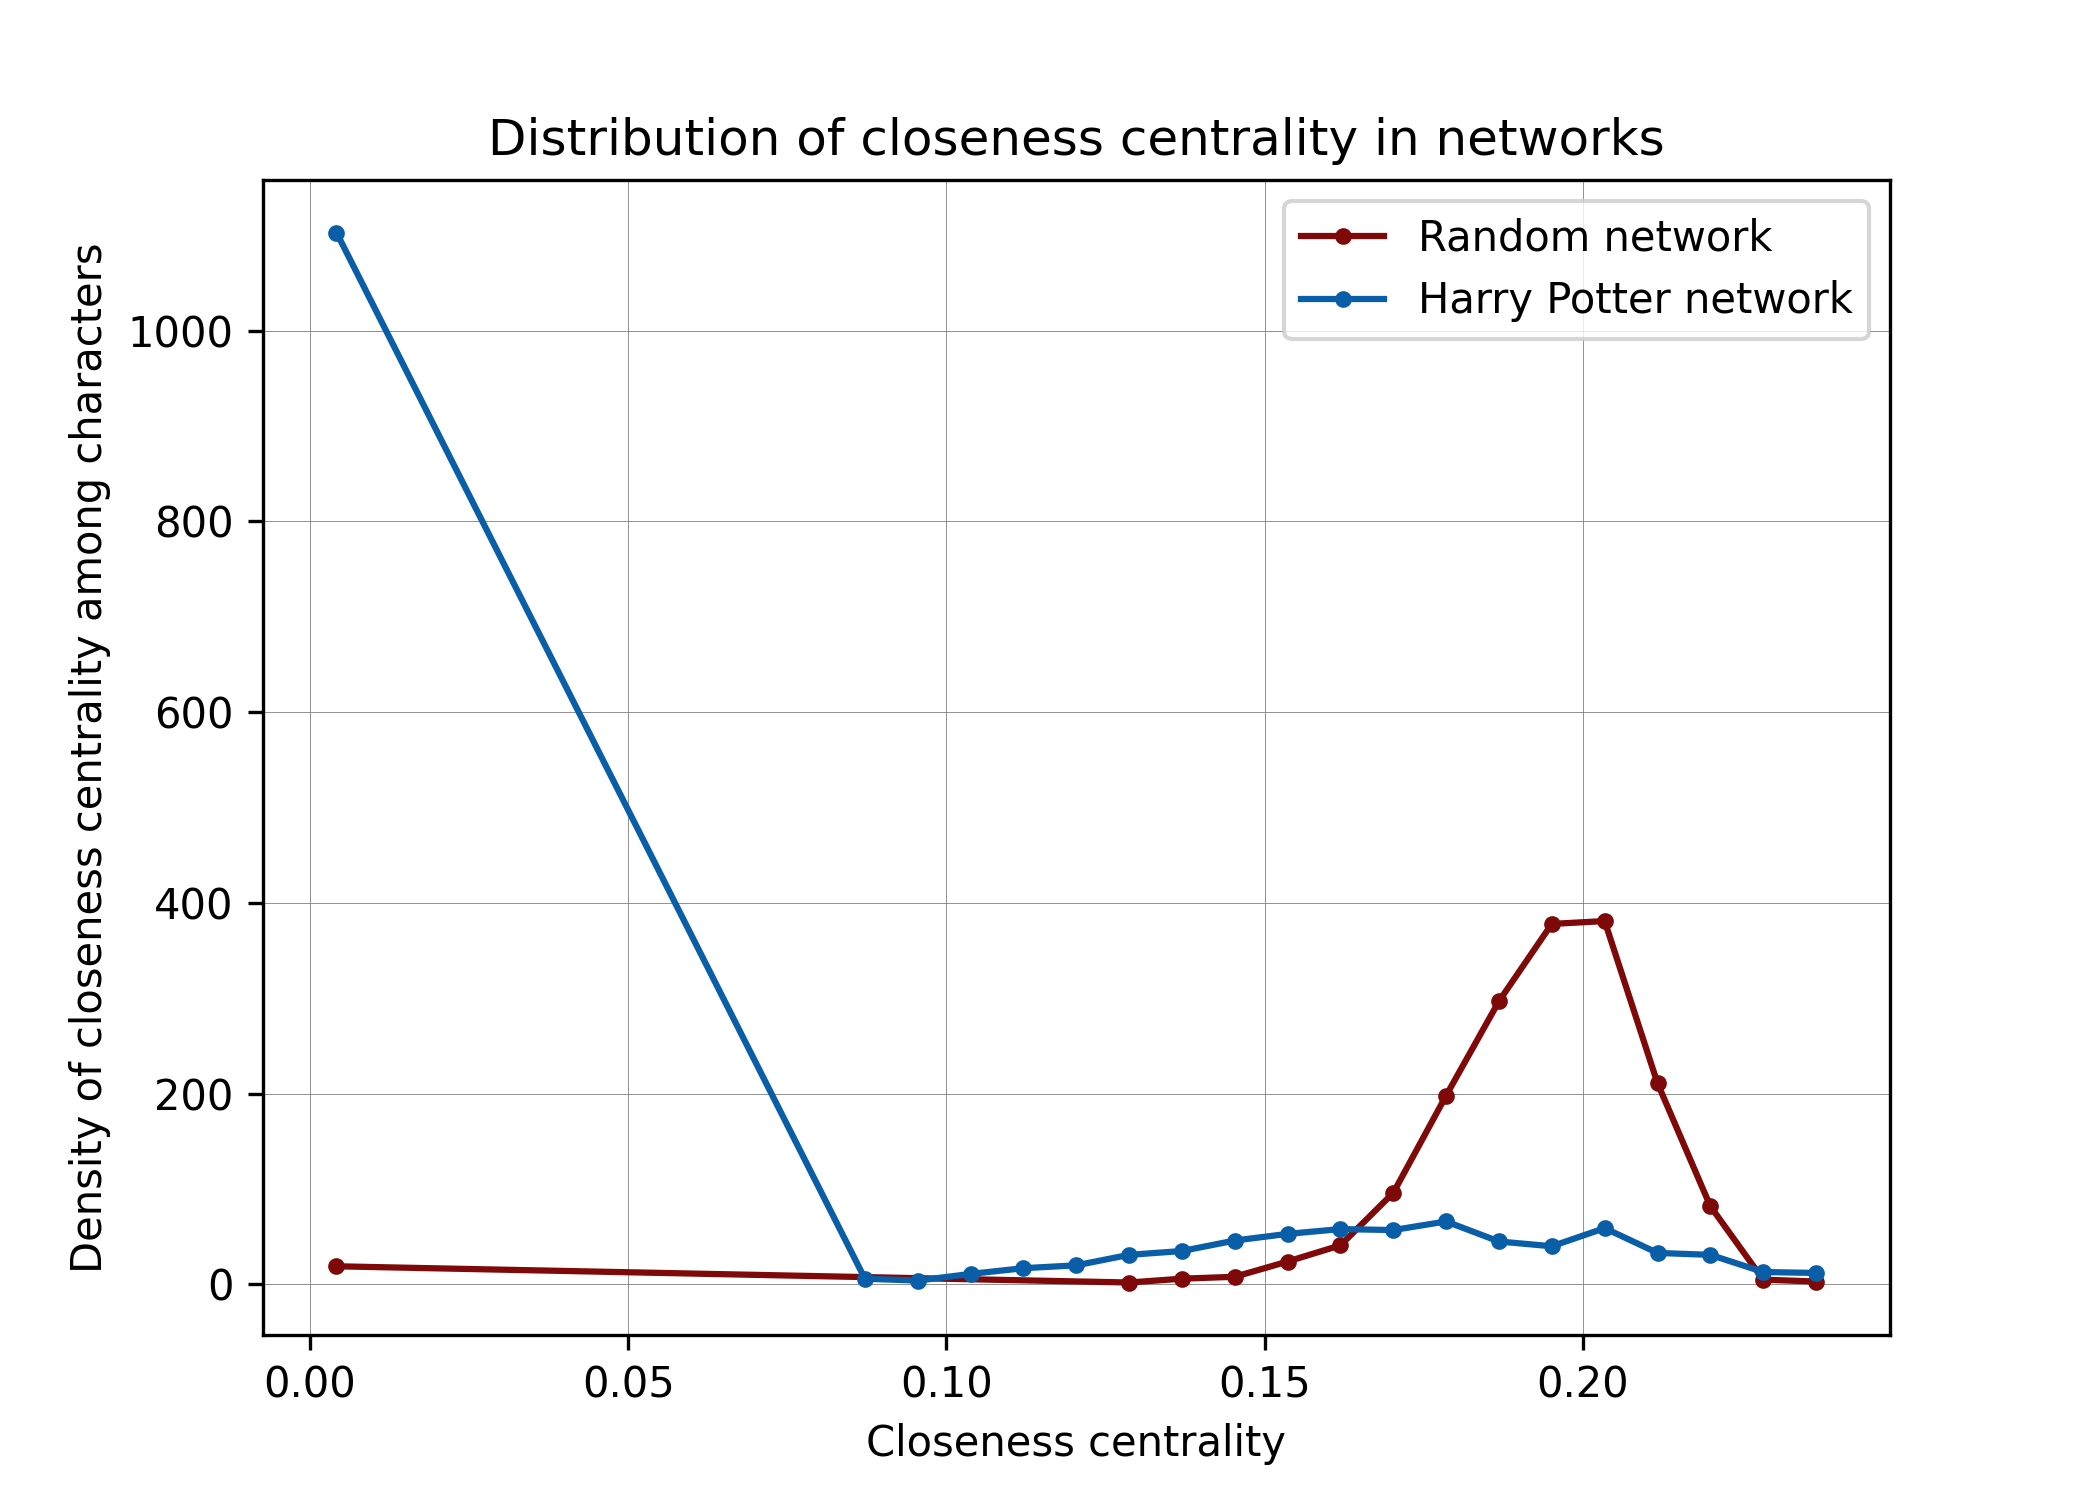 Distribution of closeness centrality in networks
Random network
Harry Potter network
Density of closeness centrality among characters
1000
800
600
400
200
0
0.00 0.05 0.10 0.15 0.20
Closeness centrality